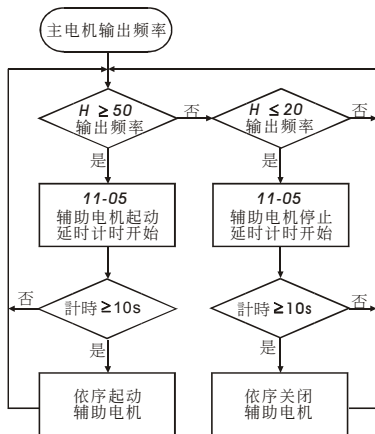 主电机输出频率
H ≥ 50
输出频率
否
H ≤ 20
输出频率
否
是
是
11-05
辅助电机起动
延时计时开始
11-05
辅助电机停止
延时计时开始
否
計時 ≥10s
計時 ≥10s
否
是
是
依序起动
辅助电机
依序关闭
辅助电机